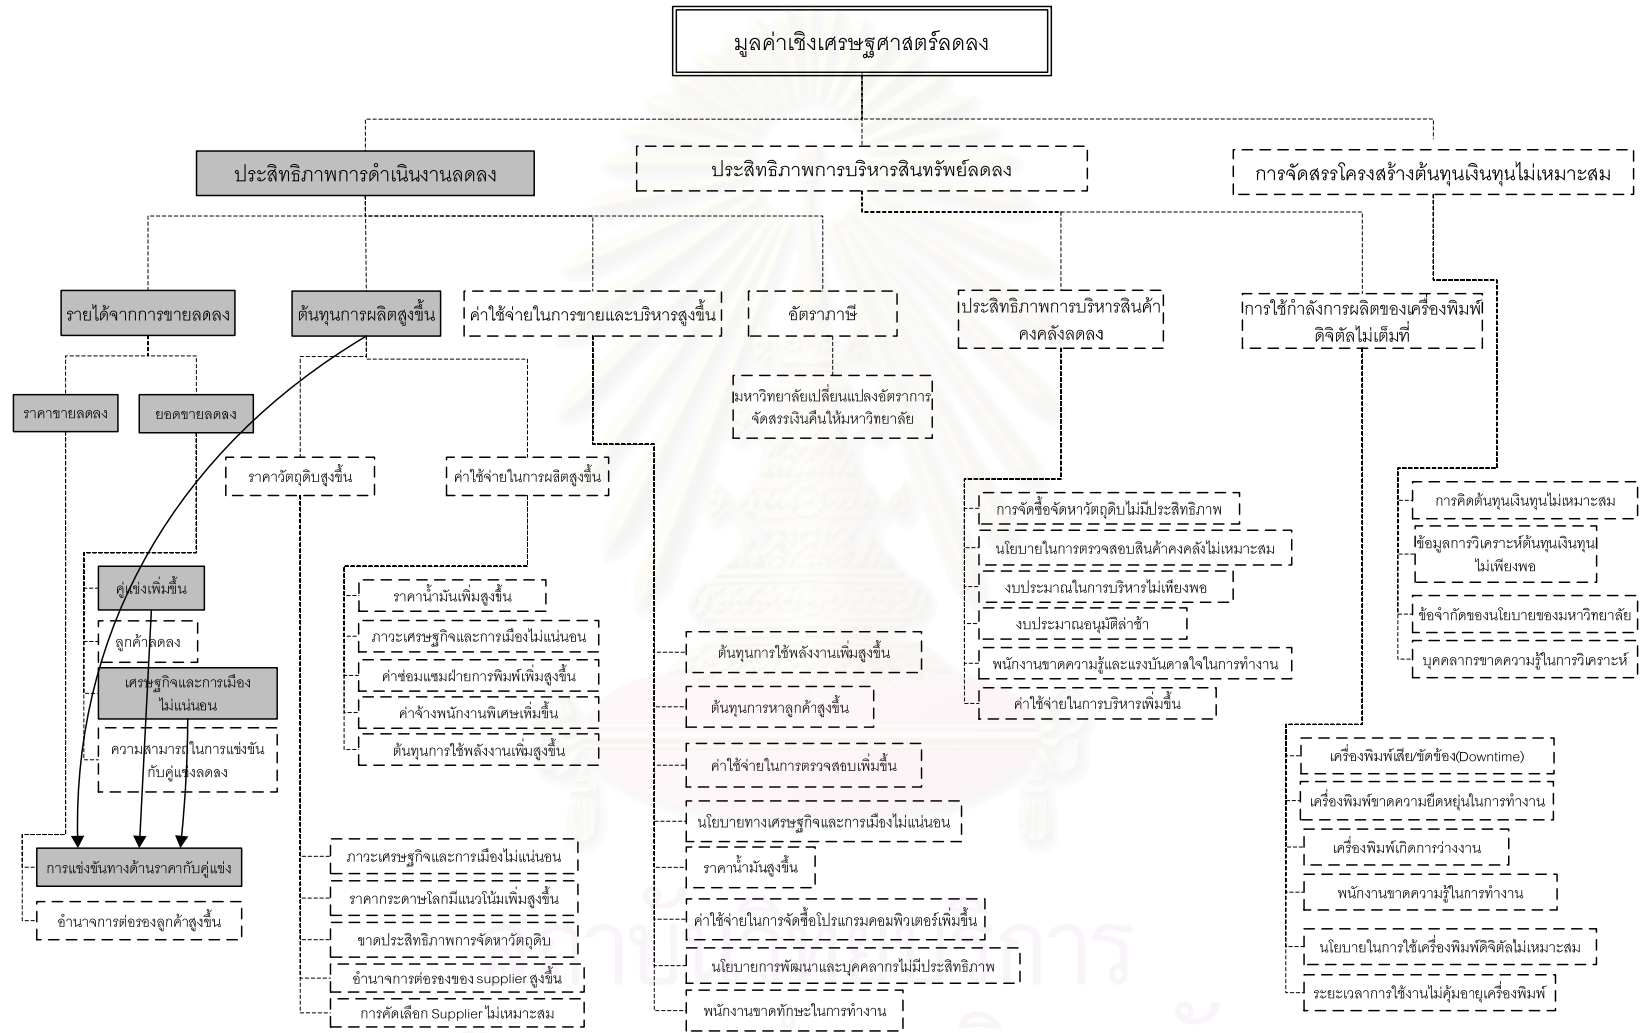 มูลค่าเชิงเศรษฐศาสตร์ลดลง
ประสิทธิภาพการดำเนินงานลดลง
ประสิทธิภาพการบริหารสินทรัพย์ลดลง
การจัดสรรโครงสร้างต้นทุนเงินทุนไม่เหมาะสม
รายได้จากการขายลดลง
ต้นทุนการผลิตสูงขึ้น
ค่าใช้จ่ายในการขายและบริหารสูงขึ้น
อัตราภาษี
ประสิทธิภาพการบริหารสินค้า
คงคลังลดลง
การใช้กำลังการผลิตของเครื่องพิมพ์
ดิจิตัลไม่เต็มที่
ราคาขายลดลง
ยอดขายลดลง
มหาวิทยาลัยเปลี่ยนแปลงอัตราการ
จัดสรรเงินคืนให้มหาวิทยาลัย
ราคาวัตถุดิบสูงขึ้น
ค่าใช้จ่ายในการผลิตสูงขึ้น
คู่แข่งเพิ่มขึ้น
ลูกค้าลดลง
เศรษฐกิจและการเมือง
ไม่แน่นอน
ความสามารถในการแข่งขัน
กับคู่แข่งลดลง
การแข่งขันทางด้านราคากับคู่แข่ง
อำนาจการต่อรองลูกค้าสูงขึ้น
ราคาน้ำมันเพิ่มสูงขึ้น
ภาวะเศรษฐกิจและการเมืองไม่แน่นอน
ค่าซ่อมแซมฝ่ายการพิมพ์เพิ่มสูงขึ้น
ค่าจ้างพนักงานพิเศษเพิ่มขึ้น
ต้นทุนการใช้พลังงานเพิ่มสูงขึ้น
ภาวะเศรษฐกิจและการเมืองไม่แน่นอน
ราคากระดาษโลกมีแนวโน้มเพิ่มสูงขึ้น
ขาดประสิทธิภาพการจัดหาวัตถุดิบ
อำนาจการต่อรองของ supplier สูงขึ้น
การคัดเลือก Supplier ไม่เหมาะสม
ต้นทุนการใช้พลังงานเพิ่มสูงขึ้น
ต้นทุนการหาลูกค้าสูงขึ้น
ค่าใช้จ่ายในการตรวจสอบเพิ่มขึ้น
นโยบายทางเศรษฐกิจและการเมืองไม่แน่นอน
ราคาน้ำมันสูงขึ้น
ค่าใช้จ่ายในการจัดซื้อโปรแกรมคอมพิวเตอร์เพิ่มขึ้น
นโยบายการพัฒนาและบุคคลากรไม่มีประสิทธิภาพ
พนักงานขาดทักษะในการทำงาน
การจัดซื้อจัดหาวัตถุดิบไม่มีประสิทธิภาพ
นโยบายในการตรวจสอบสินค้าคงคลังไม่เหมาะสม
งบประมาณในการบริหารไม่เพียงพอ
งบประมาณอนุมัติล่าช้า
พนักงานขาดความรู้และแรงบันดาลใจในการทำงาน
ค่าใช้จ่ายในการบริหารเพิ่มขึ้น
การคิดต้นทุนเงินทุนไม่เหมาะสม
ข้อมูลการวิเคราะห์ต้นทุนเงินทุน
ไม่เพียงพอ
ข้อจำกัดของนโยบายของมหาวิทยาลัย
บุคคลากรขาดความรู้ในการวิเคราะห์
เครื่องพิมพ์เสีย/ขัดข้อง(Downtime)
เครื่องพิมพ์ขาดความยืดหยุ่นในการทำงาน
เครื่องพิมพ์เกิดการว่างงาน
พนักงานขาดความรู้ในการทำงาน
นโยบายในการใช้เครื่องพิมพ์ดิจิตัลไม่เหมาะสม
ระยะเวลาการใช้งานไม่คุ้มอายุเครื่องพิมพ์
สถาบันวิทยบริการ